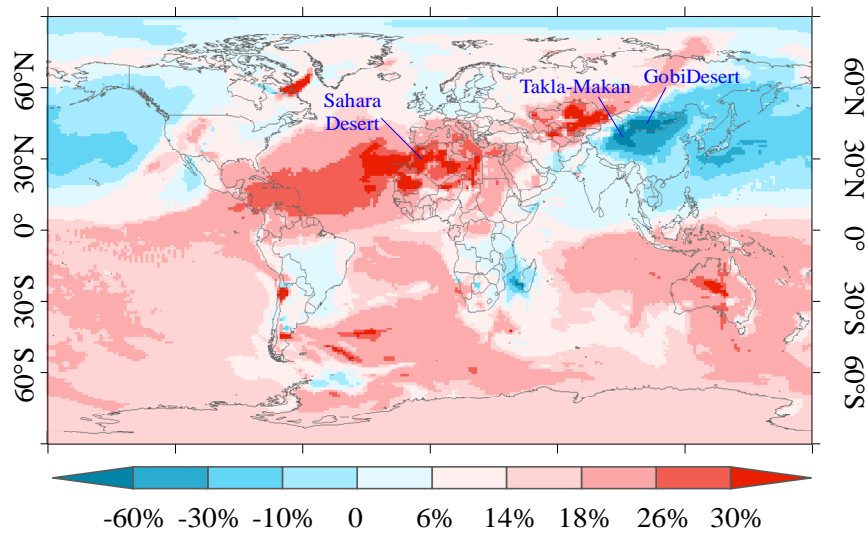 60°N
30°N
0°
30°S
60°S
60°N
30°N
0°
30°S
60°S
Sahara
Desert
Takla-Makan
GobiDesert
-60% -30% -10% 0 6% 14% 18% 26% 30%